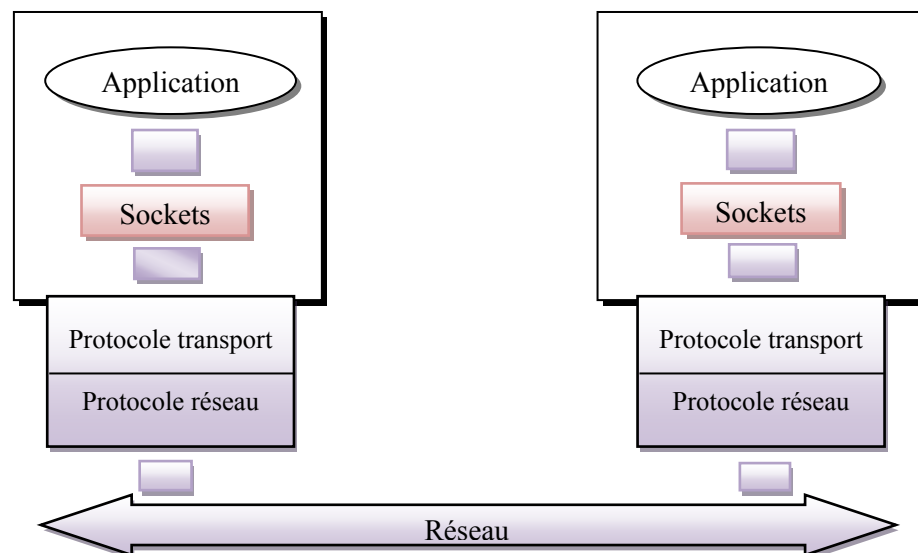 Application
Application
Sockets
Sockets
Protocole transport
Protocole transport
Protocole réseau
Protocole réseau
Réseau